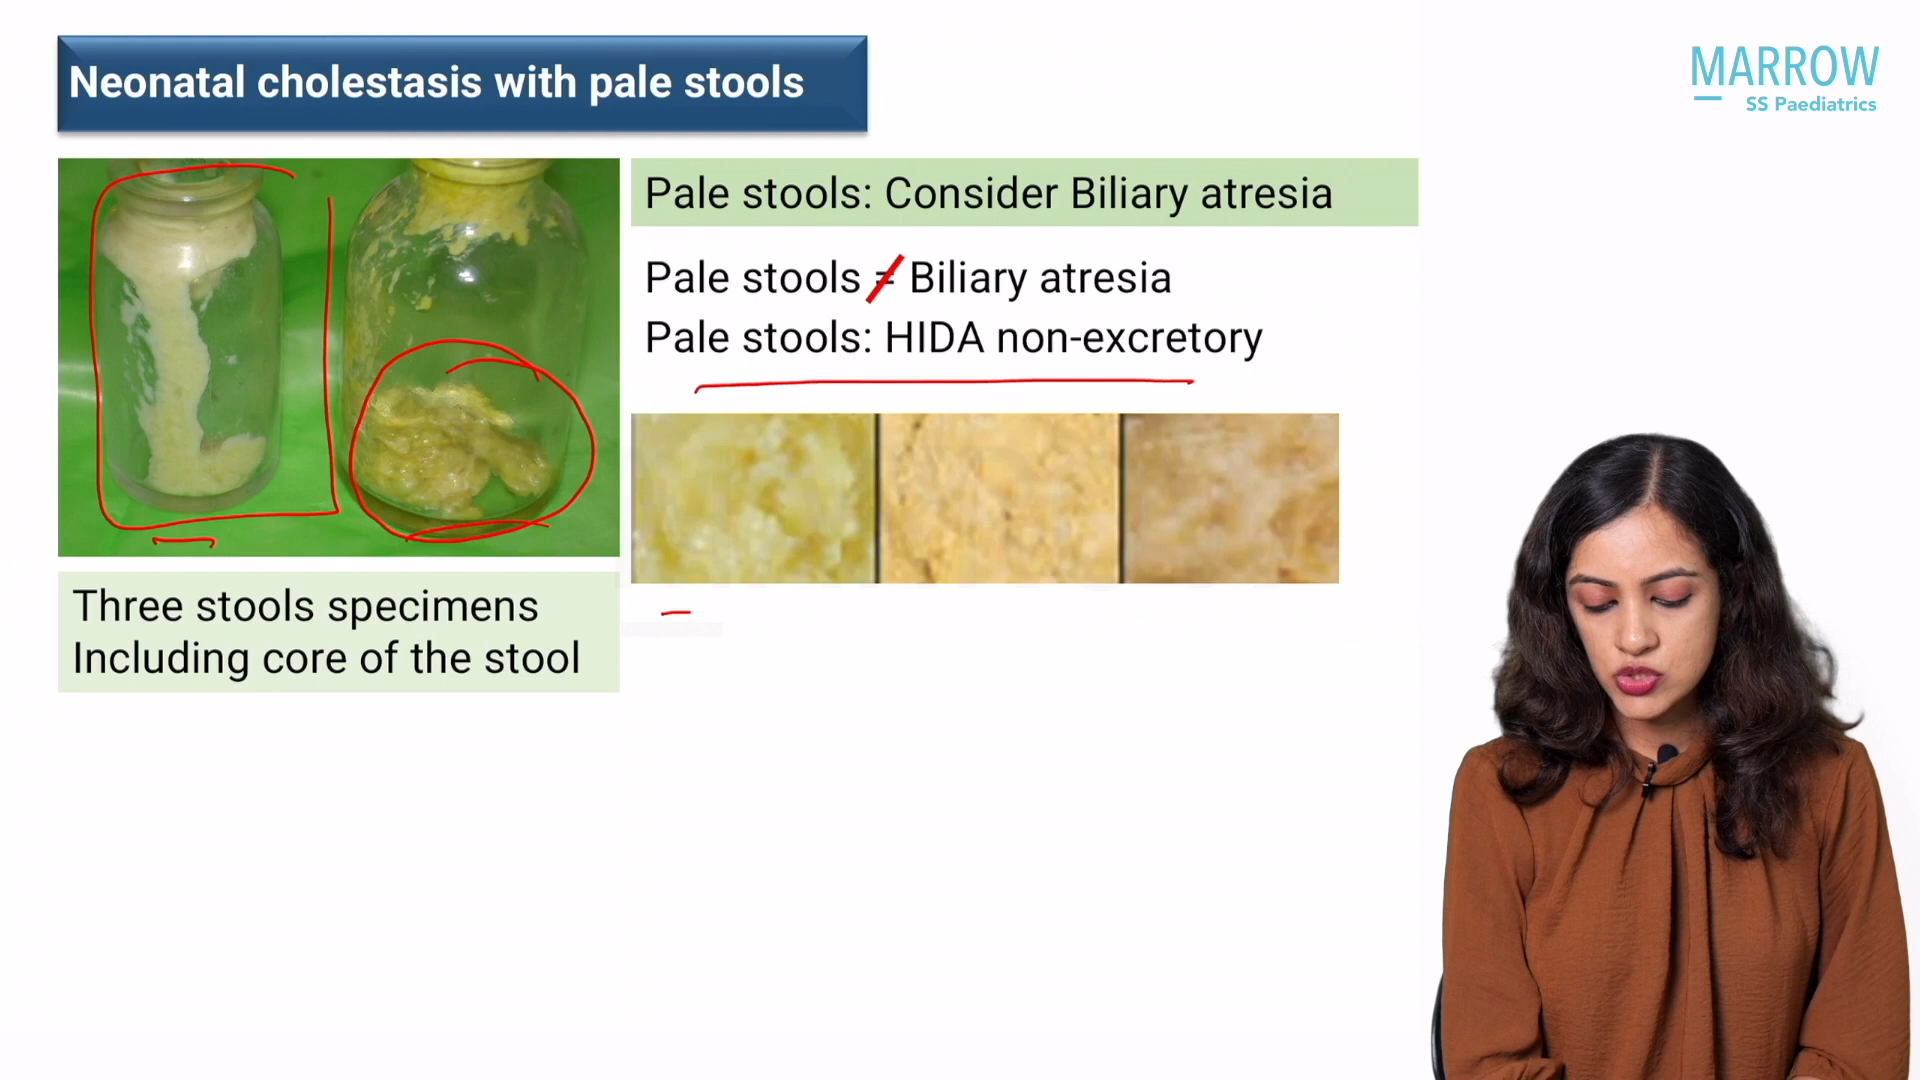 Neonatal cholestasis with pale stools
MARROW
SS Paediatrics
Pale stools: Consider Biliary atresia
Pale stools ≠ Biliary atresia
Pale stools: HIDA non-excretory
Three stools specimens
Including core of the stool